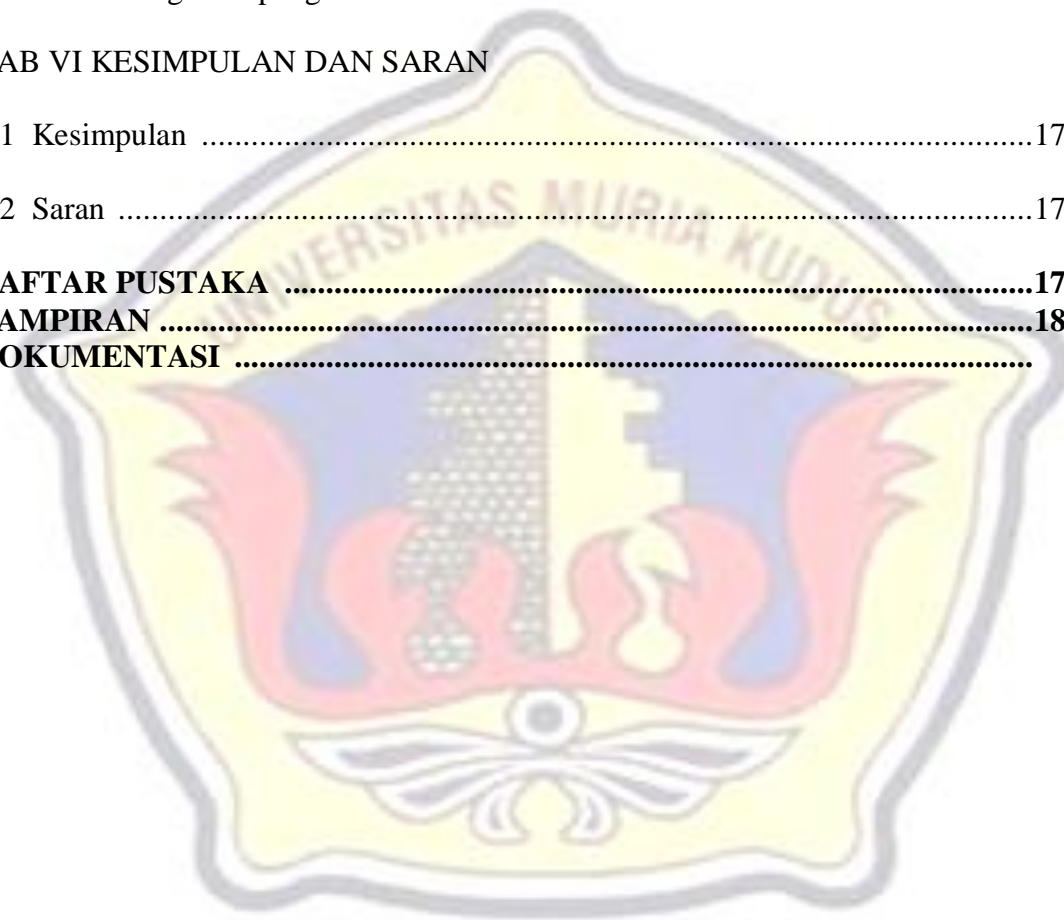 AB VI KESIMPULAN DAN SARAN
1 Kesimpulan ....................................................................................................17
2 Saran ..............................................................................................................17
AFTAR PUSTAKA ..........................................................................................17
AMPIRAN .........................................................................................................18
OKUMENTASI ................................................................................................
UNIVERSITAS MURIA KUDUS